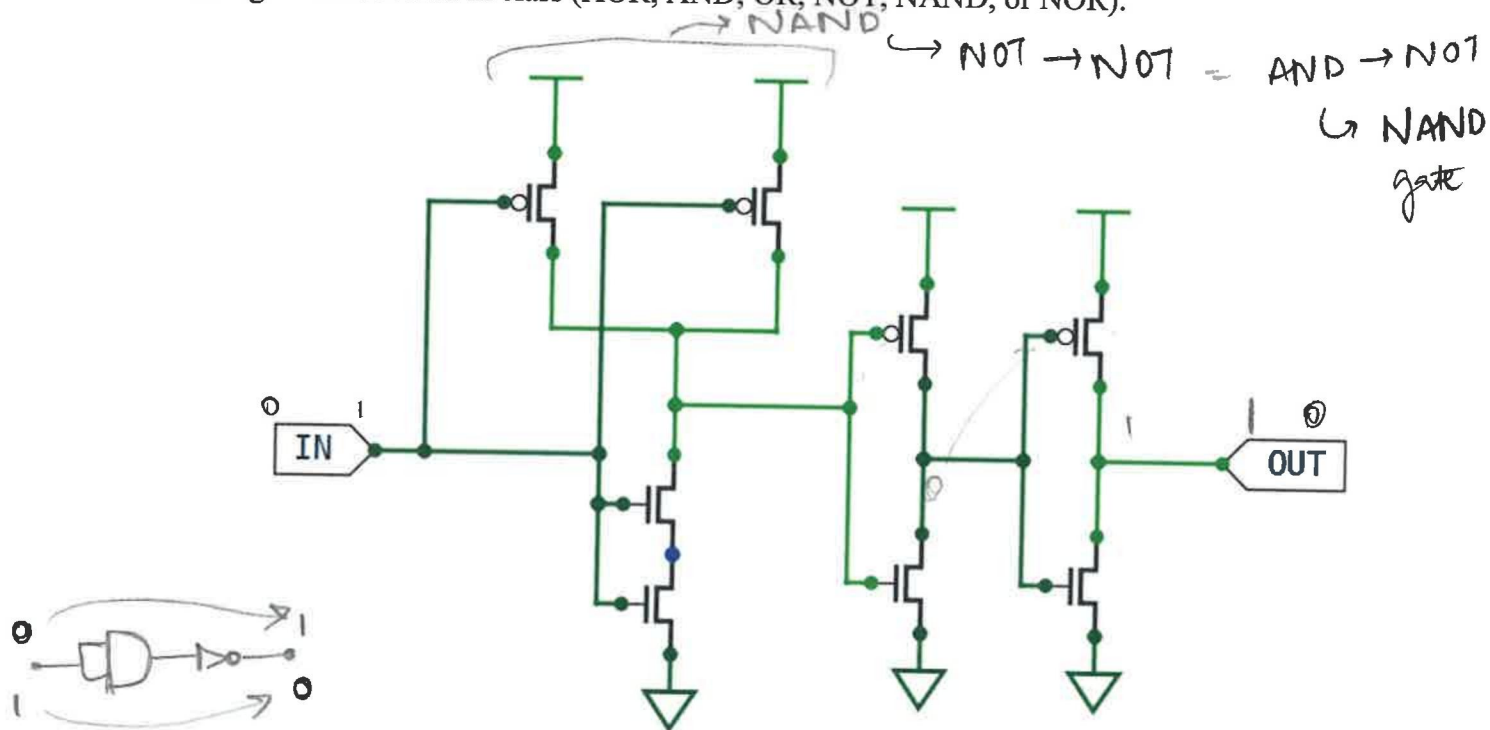 (XOR, AND, OR, NOT, NAND, or NOR).
→ NAND
↳ NOT → NOT = AND → NOT
↳ NAND
gate
0 1
IN
1
1 0
OUT
0
0 1
1 0